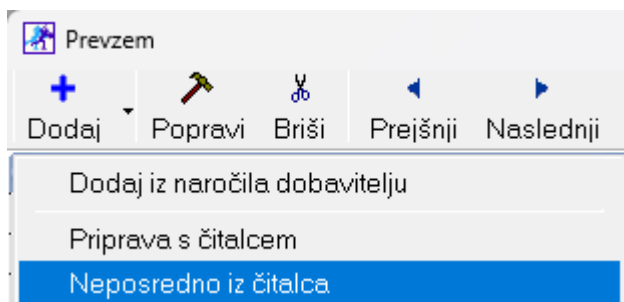 Prevzem
Dodaj Popravi Briši Prejšnji Naslednji
Dodaj iz naročila dobavitelju
Priprava s čitalcem
Neposredno iz čitalca